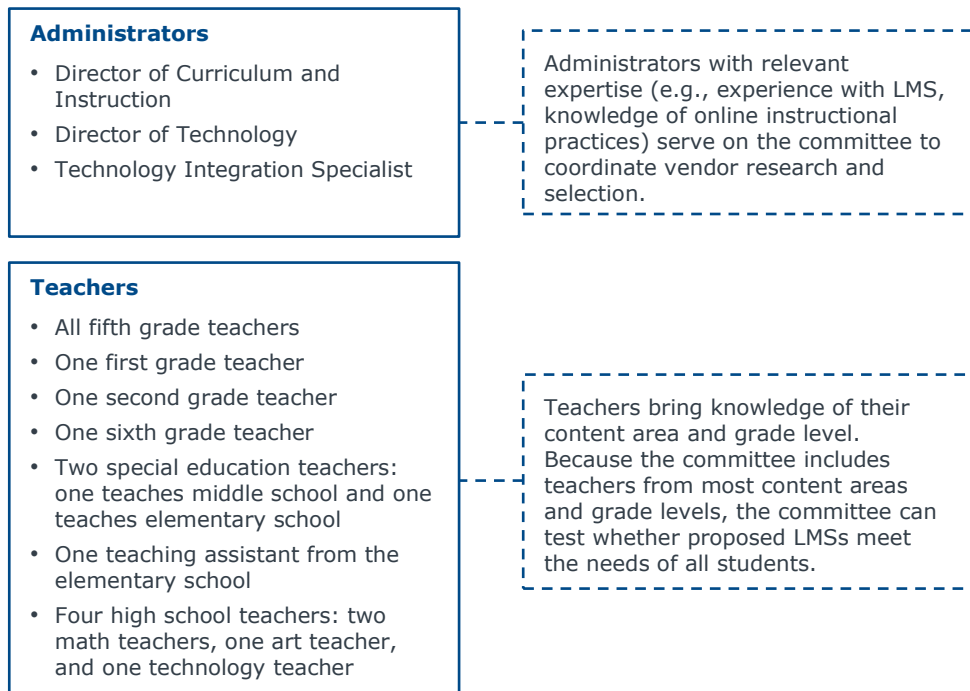 Administrators
• Director of Curriculum and
Instruction
• Director of Technology
• Technology Integration Specialist
Administrators with relevant
expertise (e.g., experience with LMS,
knowledge of online instructional
practices) serve on the committee to
coordinate vendor research and
selection.
Teachers
• All fifth grade teachers
• One first grade teacher
• One second grade teacher
• One sixth grade teacher
• Two special education teachers:
one teaches middle school and one
teaches elementary school
• One teaching assistant from the
elementary school
• Four high school teachers: two
math teachers, one art teacher,
and one technology teacher
Teachers bring knowledge of their
content area and grade level.
Because the committee includes
teachers from most content areas
and grade levels, the committee can
test whether proposed LMSs meet
the needs of all students.